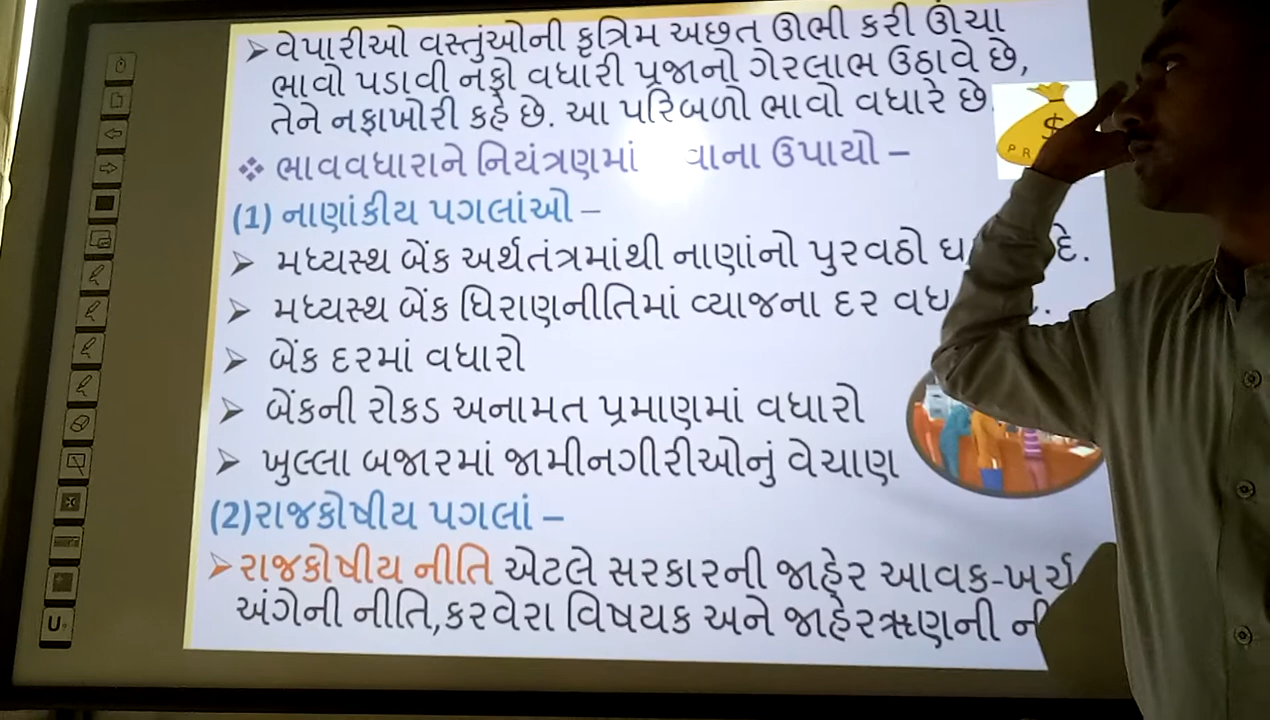 ➤ વેપારીઓ વસ્તુંઓની કૃત્રિમ અછત ઊભી કરી ઊંચા
ભાવો પડાવી નફો વધારી પ્રજાનો ગેરલાભ ઉઠાવે છે,
તેને નફાખોરી કહે છે. આ પરિબળો ભાવો વધારે છે
❖ ભાવવધારાને નિયંત્રણમાં વાના ઉપાયો –
(1) નાણાંકીય પગલાંઓ –
➤ મધ્યસ્થ બેંક અર્થતંત્રમાંથી નાણાંનો પુરવઠો દે.
➤ મધ્યસ્થ બેંક ધિરાણનીતિમાં વ્યાજના દર
➤ બેંક દરમાં વધારો
➤ બેંકની રોકડ અનામત પ્રમાણમાં વધારો
➤ ખુલ્લા બજારમાં જામીનગીરીઓનું વેચાણ
(2)રાજકોષીય પગલાં –
➤રાજકોષીય નીતિ એટલે સરકારની જાહેર આવક-ખર્ચ
અંગેની નીતિ,કરવેરા વિષયક અને જાહેરઋણની
$
P R
U